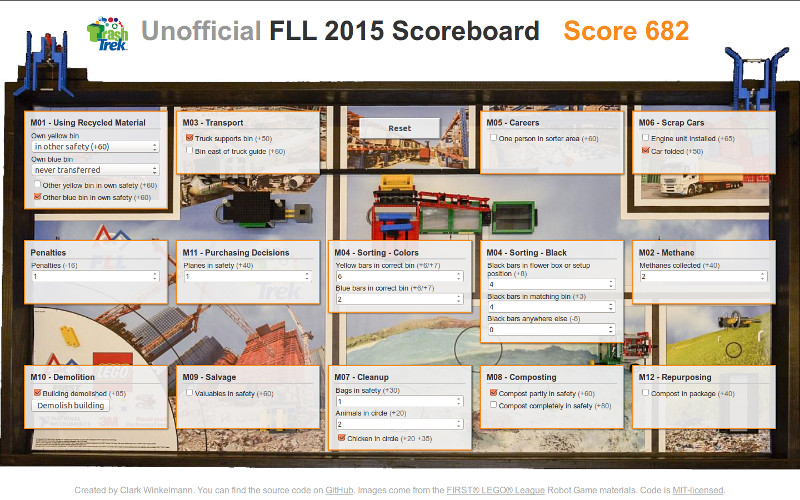 Trash Trek Unofficial FLL 2015 Scoreboard Score 682
M01 - Using Recycled Material
Own yellow bin
in other safety (+60)
Own blue bin
never transferred
Other yellow bin in own safety (+60)
Other blue bin in own safety (+60)
M03 - Transport
Truck supports bin (+50)
Bin east of truck guide (+60)
Reset
M05 - Careers
One person in sorter area (+60)
M06 - Scrap Cars
Engine unit installed (+65)
Car folded (+50)
Penalties
Penalties (-16)
1
M11 - Purchasing Decisions
Planes in safety (+40)
1
M04 - Sorting - Colors
Yellow bars in correct bin (+6/+7)
6
Blue bars in correct bin (+6/+7)
2
M04 - Sorting - Black
Black bars in flower box or setup
position (+8)
4
Black bars in matching bin (+3)
4
Black bars anywhere else (-8)
0
M02 - Methane
Methanes collected (+40)
2
M10 - Demolition
Building demolished (+85)
Demolish building
M09 - Salvage
Valuables in safety (+60)
M07 - Cleanup
Bags in safety (+30)
1
Animals in circle (+20)
2
Chicken in circle (+20 +35)
M08 - Composting
Compost partly in safety (+60)
Compost completely in safety (+80)
M12 - Repurposing
Compost in package (+40)
Created by Clark Winkelmann. You can find the source code on GitHub. Images come from the FIRST® LEGO® League Robot Game materials. Code is MIT-licensed.